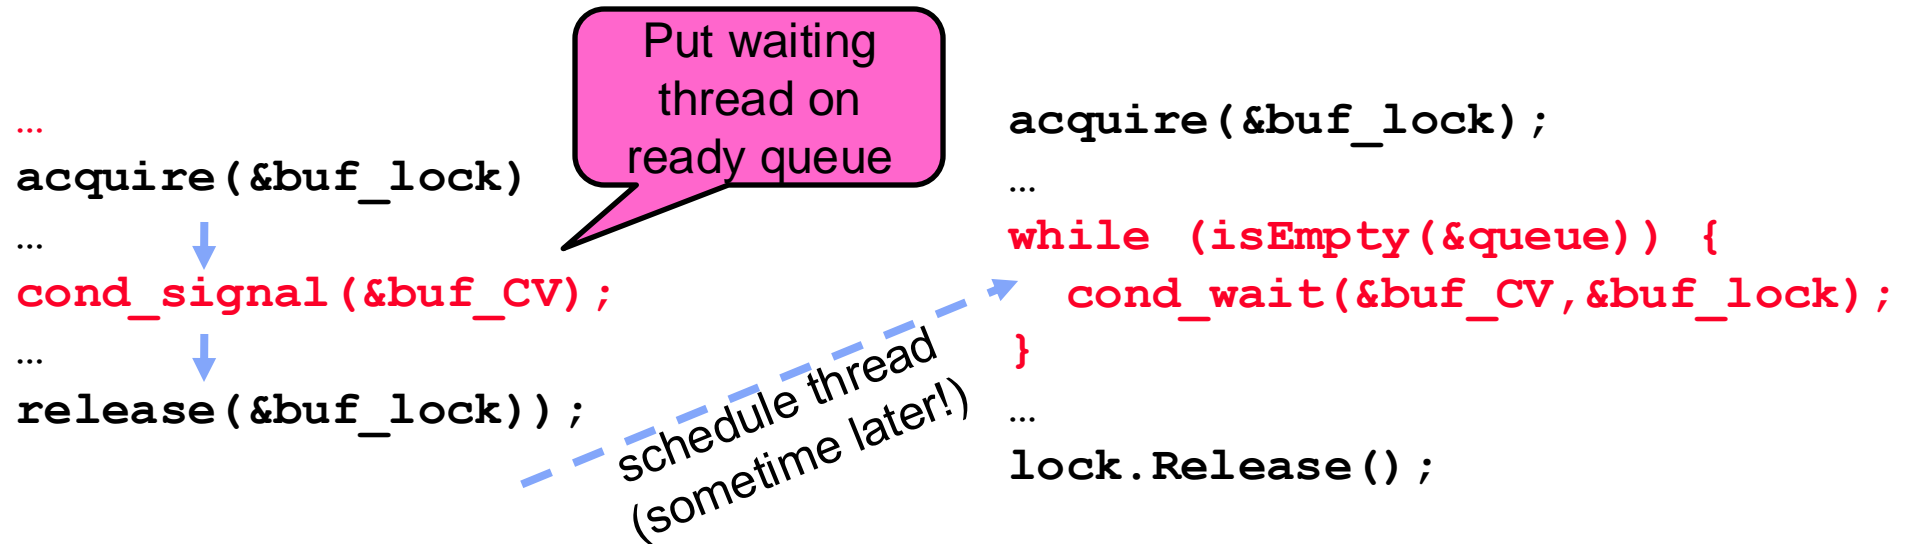 Put waiting
thread on
ready queue
…
acquire(&buf_lock)
…
cond_signal(&buf_CV);
…
release(&buf_lock));
schedule thread
(sometime later!)
acquire(&buf_lock);
…
while (isEmpty(&queue)) {
cond_wait(&buf_CV,&buf_lock);
}
…
lock.Release();